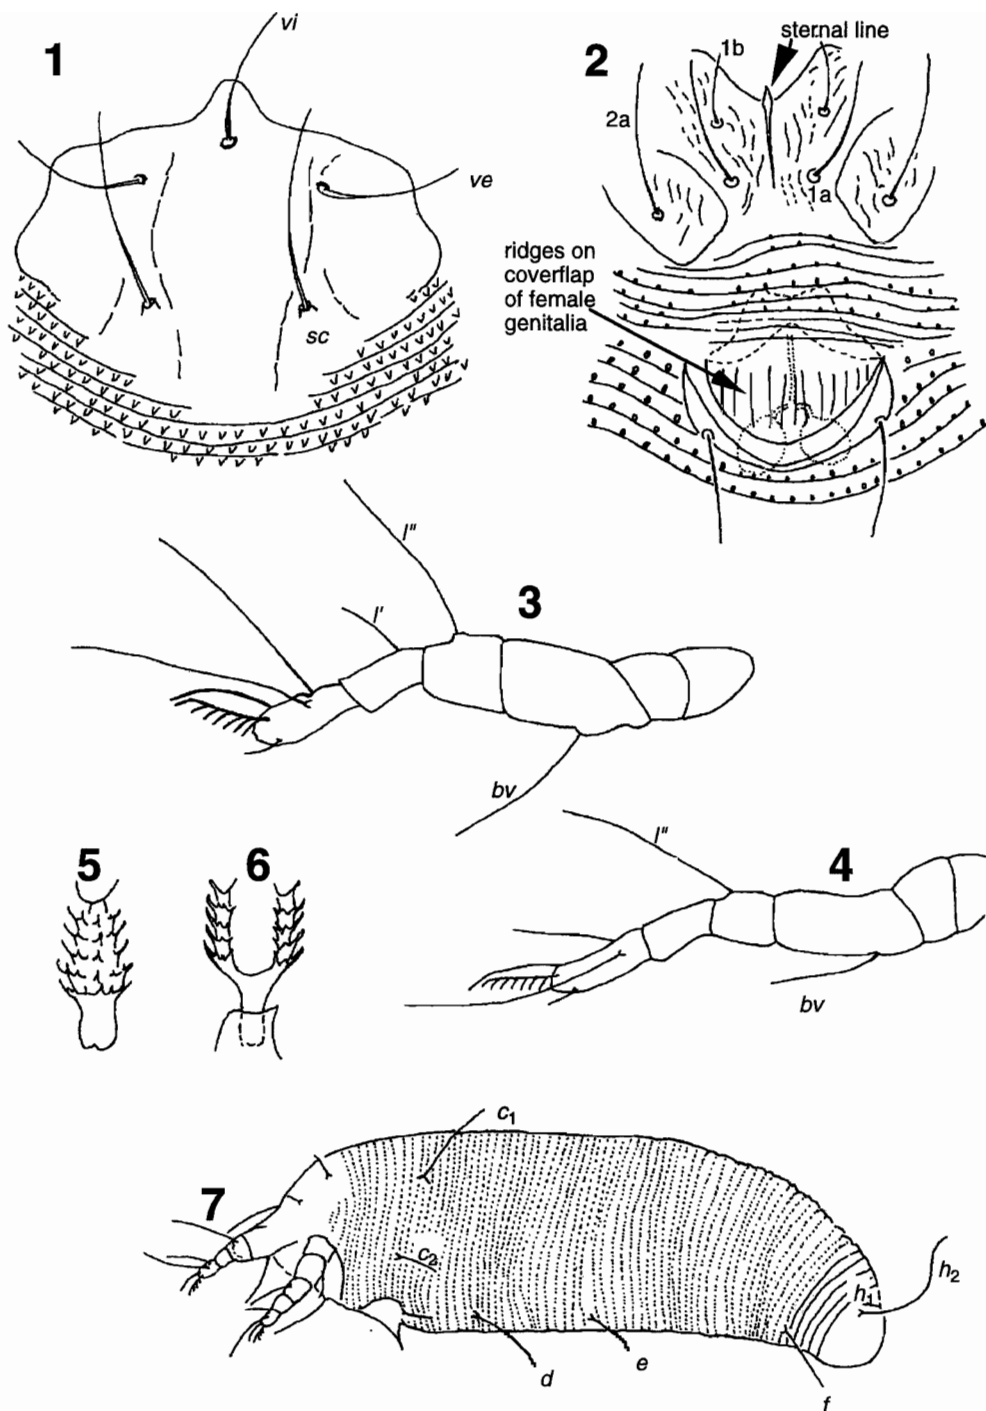 1
vi
ve
sc
2
sternal line
1b
2a
1a
ridges on
coverflap
of female
genitalia
3
l"
l'
bv
4
l"
bv
5
6
7
c1
c2
d
e
f
h1
h2